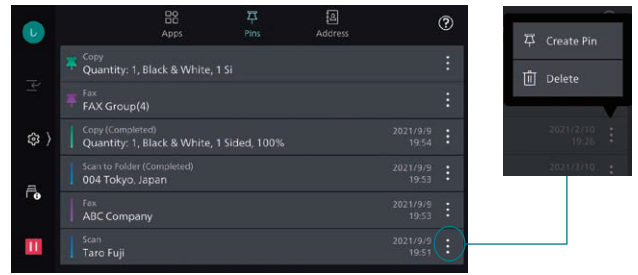 L
Apps
Pins
Address
?
Copy
Quantity: 1, Black & White, 1 Si
Fax
FAX Group(4)
Copy (Completed)
Quantity: 1, Black & White, 1 Sided, 100%
2021/9/9
19:54
Scan to Folder (Completed)
004 Tokyo, Japan
2021/9/9
19:53
Fax
ABC Company
2021/9/9
19:53
Scan
Taro Fuji
2021/9/9
19:51
Create Pin
Delete
2021/2/10
19:26
2021/2/10